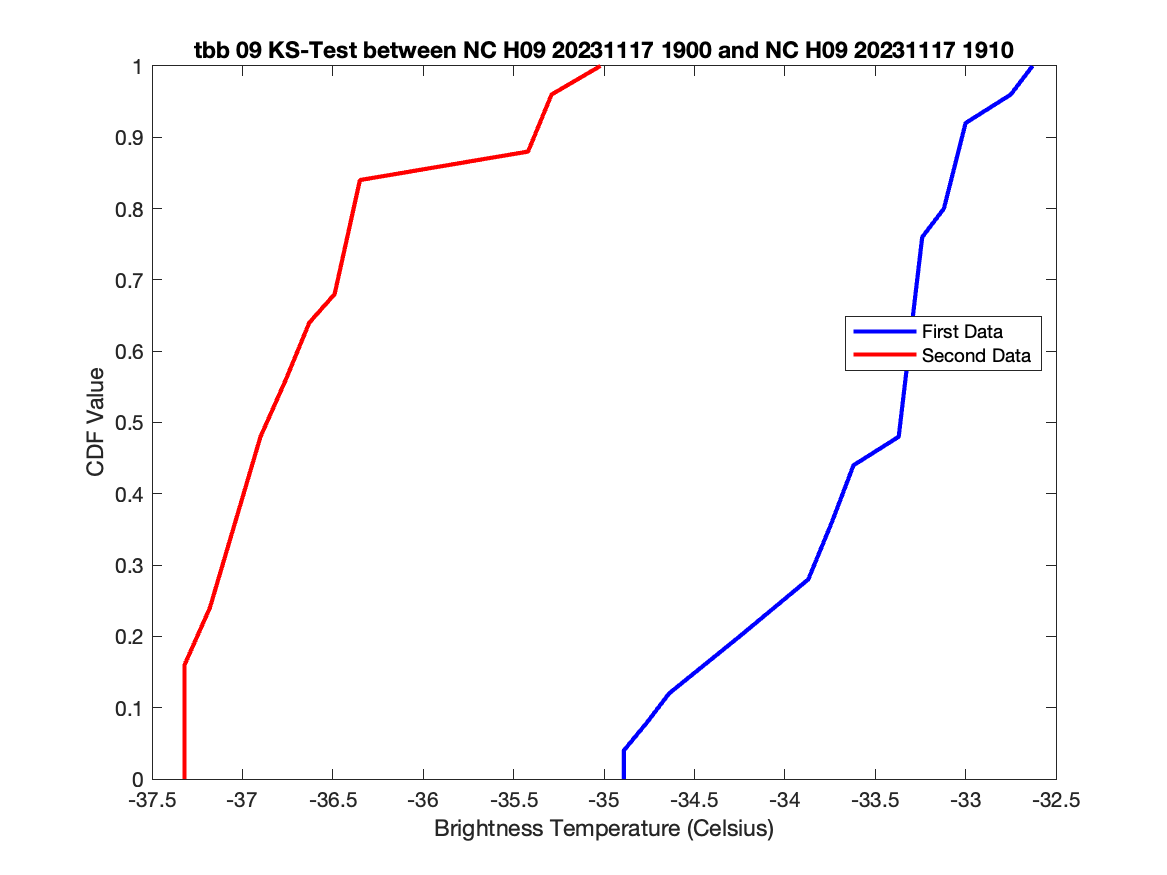 tbb 09 KS-Test between NC H09 20231117 1900 and NC H09 20231117 1910
1
0.9
0.8
0.7
0.6
0.5
0.4
0.3
0.2
0.1
0
CDF Value
First Data
Second Data
-37.5 -37 -36.5 -36 -35.5 -35 -34.5 -34 -33.5 -33 -32.5
Brightness Temperature (Celsius)